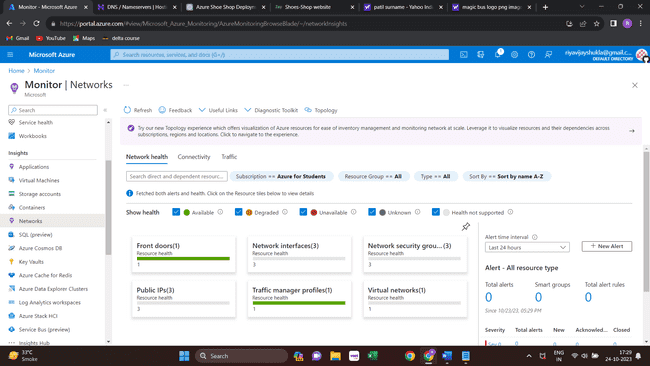 Monitor - Microsoft Azure
DNS / Nameservers | Host
Azure Shoe Shop Deploym
Shoes-Shop website
patil surname - Yahoo Ind
magic bus logo png imag
https://portal.azure.com/#view/Microsoft_Azure_Monitoring/AzureMonitoringBrowseBlade/~/networkInsights
Gmail
YouTube
Maps
delta course
Microsoft Azure
Search resources, services, and docs (G+/)
DEFAULT DIRECTORY
Home > Monitor >
Monitor | Networks
Microsoft
Search
Service health
Workbooks
Insights
Applications
Virtual Machines
Storage accounts
Containers
Networks
SQL (preview)
Azure Cosmos DB
Key Vaults
Azure Cache for Redis
Azure Data Explorer Clusters
Log Analytics workspaces
Azure Stack HCI
Service Bus (preview)
Insights Hub
Refresh
Feedback
Useful Links
Diagnostic Toolkit
Topology
Try our new Topology experience which offers visualization of Azure resources for ease of inventory management and monitoring network at scale. Leverage it to visualize resources and their dependencies across
subscriptions, regions and locations. Click to navigate to the experience.
Network health
Connectivity
Traffic
Search direct and dependent resourc...
Subscription == Azure for Students
Resource Group == All
Type == All
Sort By == Sort by name A-Z
Fetched both alerts and health. Click on the Resource tiles below to view details
Show health
Available
Degraded
Unavailable
Unknown
Health not supported
Front doors(1)
Resource health
1
Network interfaces(3)
Resource health
3
Network security grou... (3)
Resource health
3
Public IPs(3)
Resource health
3
Traffic manager profiles(1)
Resource health
1
Virtual networks(1)
Resource health
1
Alert time interval
Last 24 hours
+ New Alert
Alert - All resource type
Total alerts
0
Smart groups
0
Total alert rules
0
Since 10/23/23, 05:29 PM
Severity
Total alerts
New
Acknowled...
Closed
Sev 0
33°C
Smoke
Search
ENG
IN
17:29
24-10-2023